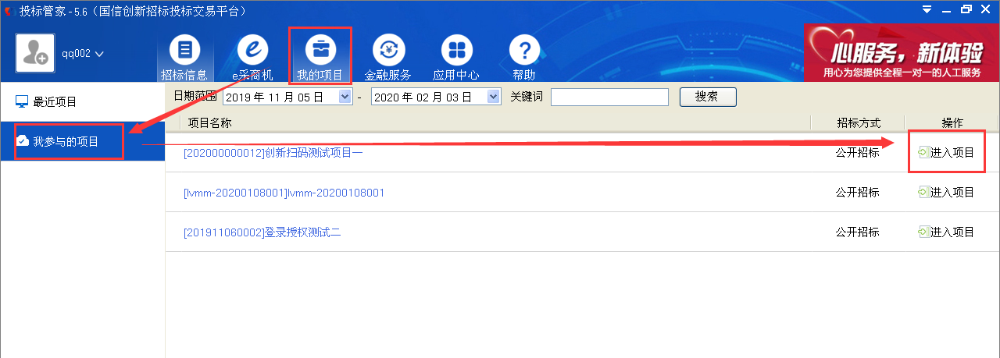 投标管家 - 5.6（国信创新招标投标交易平台）
qq002
招标信息
e采商机
我的项目
金融服务
应用中心
帮助
心服务，新体验
用心为您提供全程一对一的人工服务
最近项目
我参与的项目
日期范围 2019 年 11 月 05 日 - 2020 年 02 月 03 日 关键词 搜索
项目名称 招标方式 操作
[202000000012]创新扫码测试项目一 公开招标 进入项目
[lvmm-20200108001]lvmm-20200108001 公开招标 进入项目
[201911060002]登录授权测试二 公开招标 进入项目